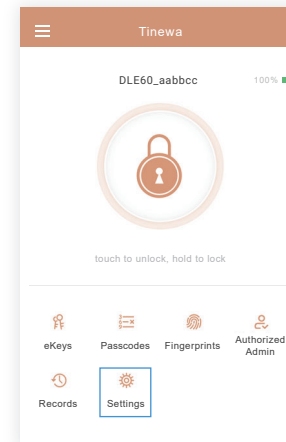 Tinewa
DLE60_aabbcc 100%
touch to unlock, hold to lock
eKeys Passcodes Fingerprints Authorized
Admin
Records Settings